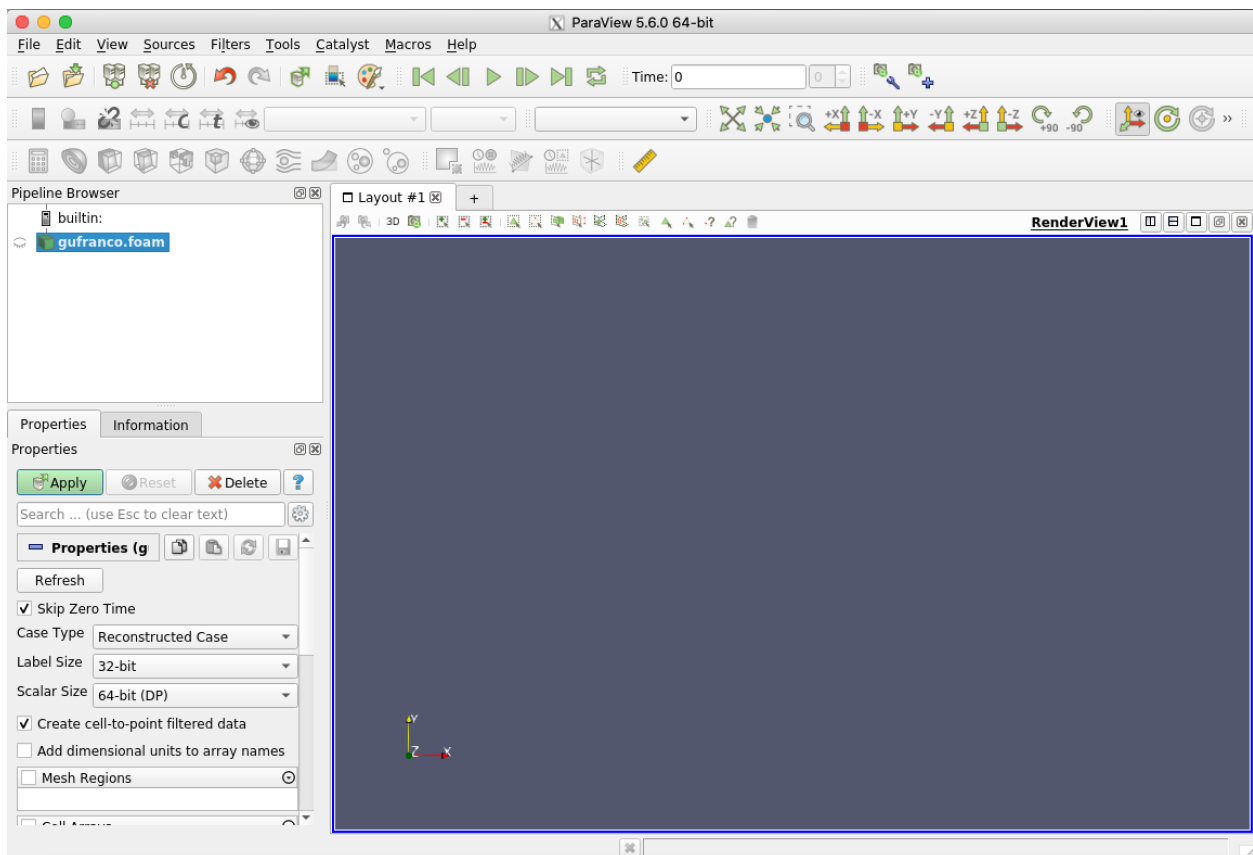 ParaView 5.6.0 64-bit
File Edit View Sources Filters Tools Catalyst Macros Help
Time: 0 0
+X -X +Y -Y +Z -Z +90 -90 »
Pipeline Browser
builtin:
gufranco.foam
Layout #1 +
3D RenderView1
Properties Information
Properties
Apply Reset Delete ?
Search ... (use Esc to clear text)
Properties (g
Refresh
Skip Zero Time
Case Type Reconstructed Case
Label Size 32-bit
Scalar Size 64-bit (DP)
Create cell-to-point filtered data
Add dimensional units to array names
Mesh Regions
Y
Z X